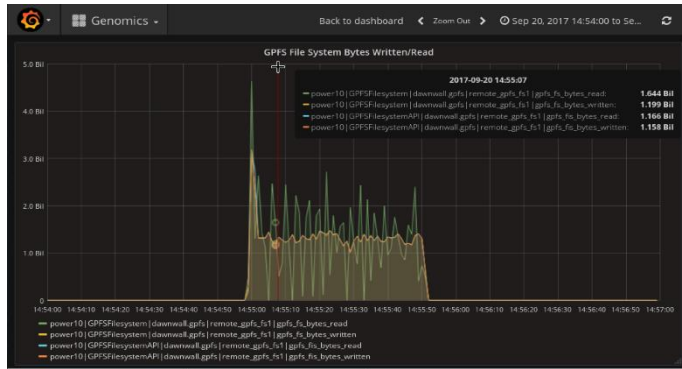 Genomics
Back to dashboard
Zoom Out
Sep 20, 2017 14:54:00 to Se...
GPFS File System Bytes Written/Read
5.0 Bil
4.0 Bil
3.0 Bil
2.0 Bil
1.0 Bil
0
2017-09-20 14:55:07
power10|GPFSFilesystem|dawnwall.gpfs|remote_gpfs_fs1|gpfs_fs_bytes_read: 1.644 Bil
power10|GPFSFilesystem|dawnwall.gpfs|remote_gpfs_fs1|gpfs_fs_bytes_written: 1.199 Bil
power10|GPFSFilesystemAPI|dawnwall.gpfs|remote_gpfs_fs1|gpfs_fis_bytes_read: 1.166 Bil
power10|GPFSFilesystemAPI|dawnwall.gpfs|remote_gpfs_fs1|gpfs_fis_bytes_written: 1.158 Bil
14:54:00 14:54:10 14:54:20 14:54:30 14:54:40 14:54:50 14:55:00 14:55:10 14:55:20 14:55:30 14:55:40 14:55:50 14:56:00 14:56:10 14:56:20 14:56:30 14:56:40 14:56:50 14:57:00
power10|GPFSFilesystem|dawnwall.gpfs|remote_gpfs_fs1|gpfs_fs_bytes_read
power10|GPFSFilesystem|dawnwall.gpfs|remote_gpfs_fs1|gpfs_fs_bytes_written
power10|GPFSFilesystemAPI|dawnwall.gpfs|remote_gpfs_fs1|gpfs_fis_bytes_read
power10|GPFSFilesystemAPI|dawnwall.gpfs|remote_gpfs_fs1|gpfs_fis_bytes_written